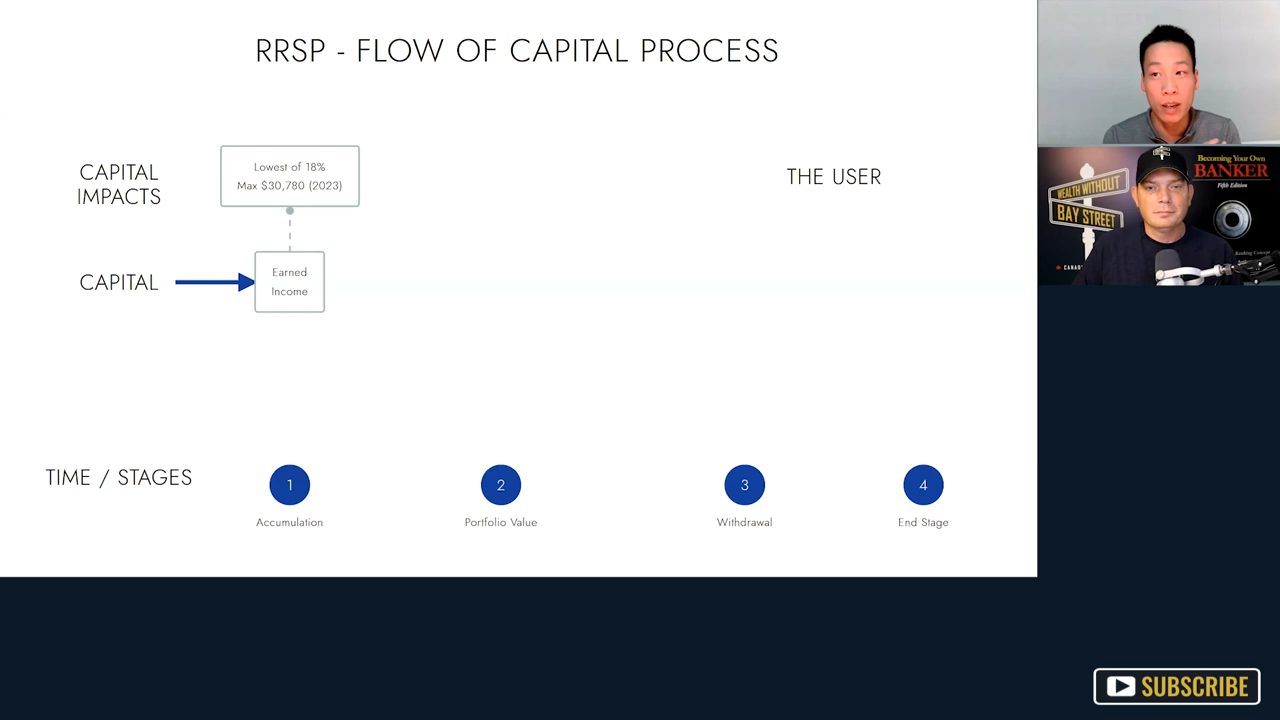 RRSP - FLOW OF CAPITAL PROCESS
CAPITAL
IMPACTS
Lowest of 18%
Max $30,780 (2023)
THE USER
CAPITAL
Earned
Income
TIME / STAGES
1
2
3
4
Accumulation
Portfolio Value
Withdrawal
End Stage
WEALTH WITHOUT
BAY STREET
Becoming Your Own
BANKER
Fifth Edition
Banking Concept
SUBSCRIBE